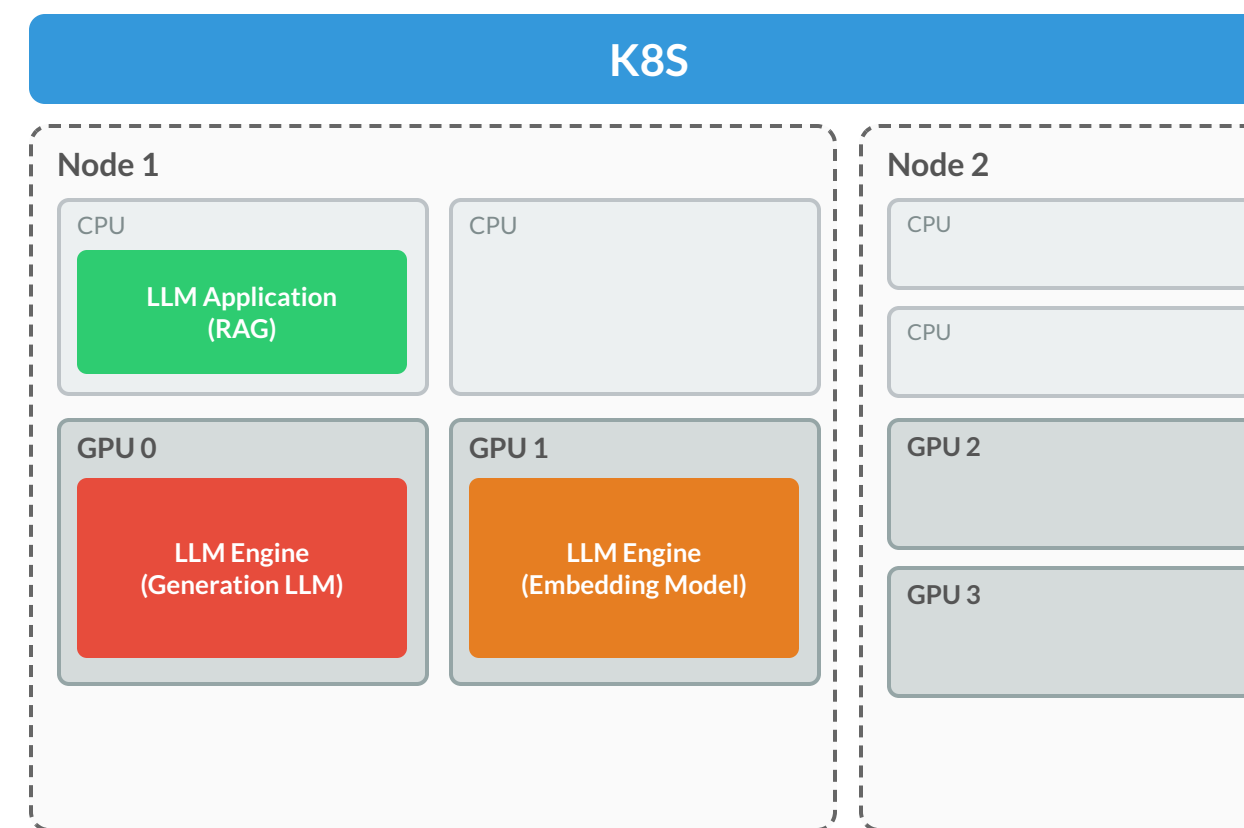 K8S
Node 1
CPU
LLM Application
(RAG)
CPU
GPU 0
LLM Engine
(Generation LLM)
GPU 1
LLM Engine
(Embedding Model)
Node 2
CPU
CPU
GPU 2
GPU 3